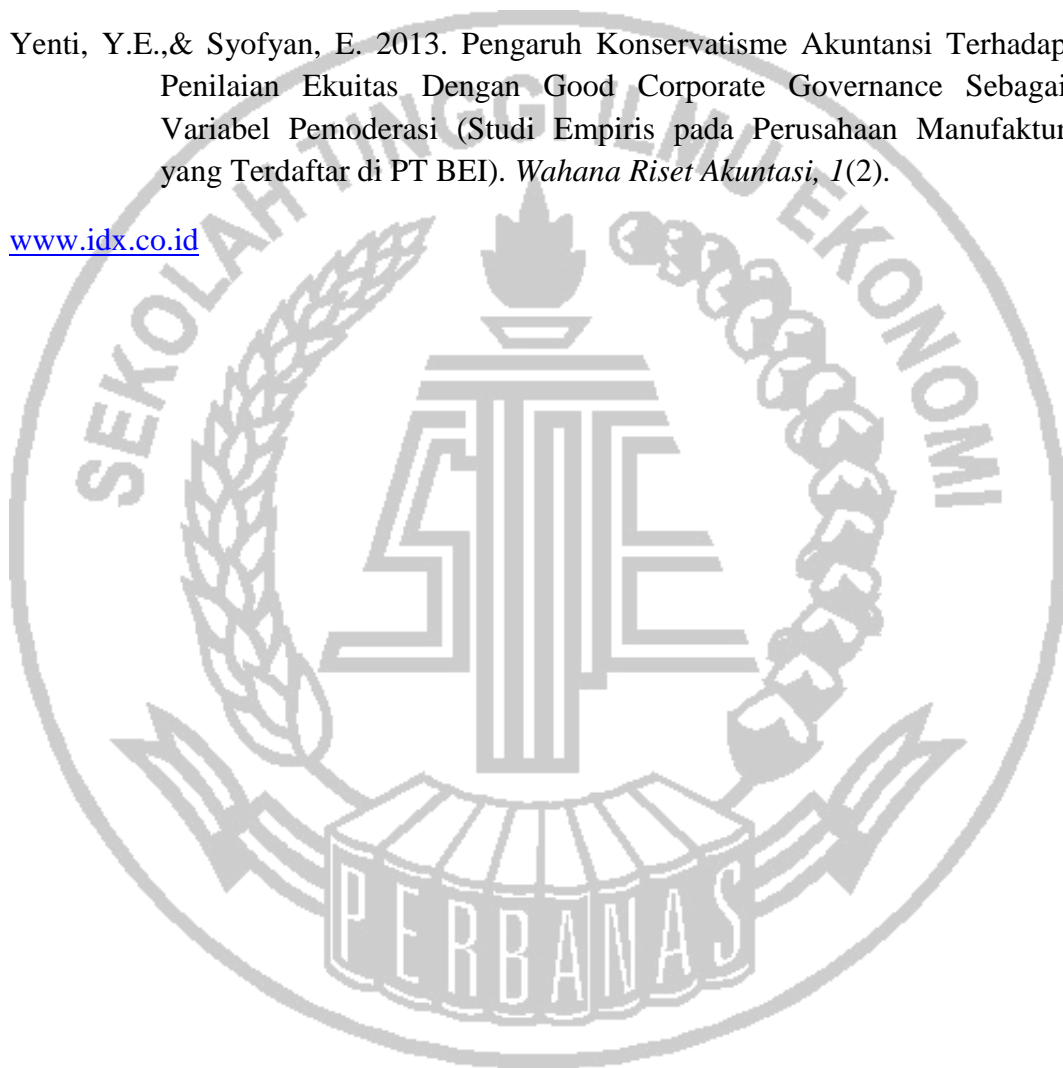 Yenti, Y.E.,& Syofyan, E. 2013. Pengaruh Konservatisme Akuntansi Terhadap
Penilaian Ekuitas Dengan Good Corporate Governance Sebagai
Variabel Pemoderasi (Studi Empiris pada Perusahaan Manufaktur
yang Terdaftar di PT BEI). Wahana Riset Akuntasi, 1(2).
www.idx.co.id
SEKOLAH TINGGI ILMU EKONOMI
PERBANAS